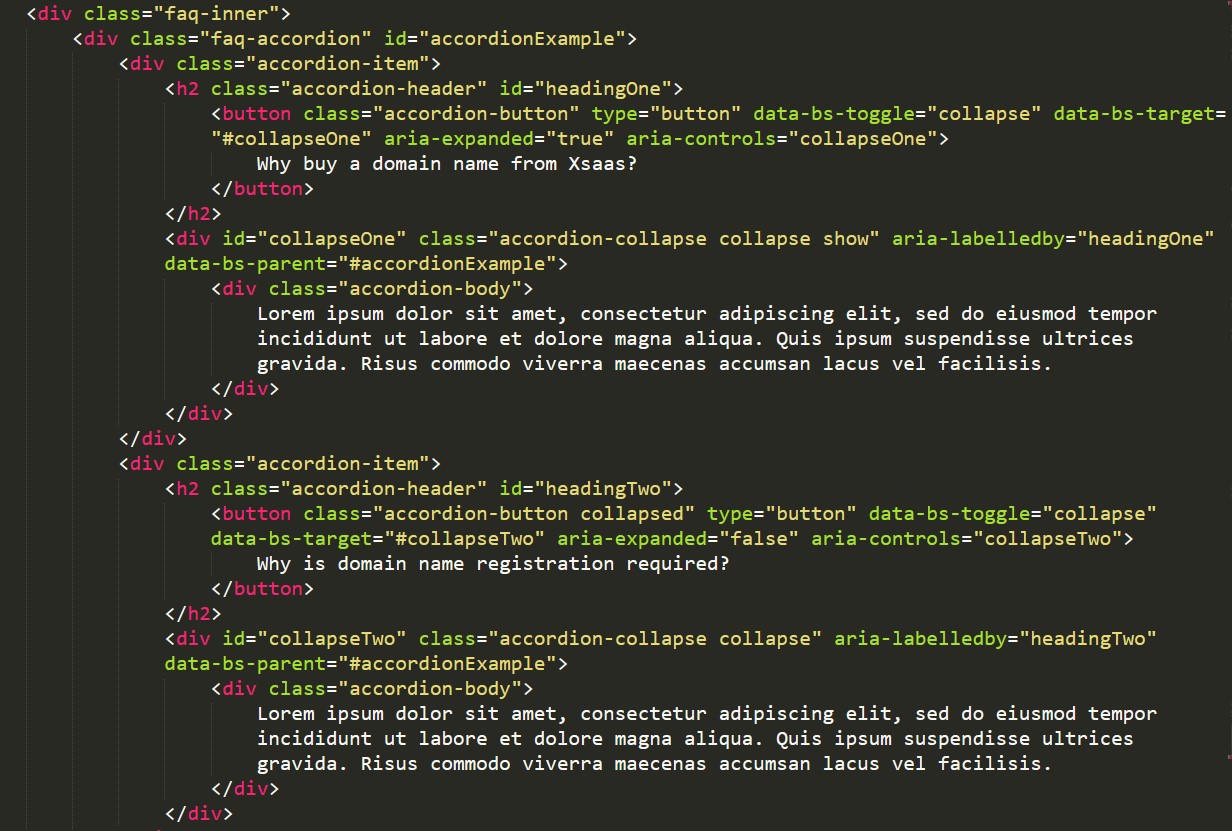 <div class="faq-inner">
<div class="faq-accordion" id="accordionExample">
<div class="accordion-item">
<h2 class="accordion-header" id="headingOne">
<button class="accordion-button" type="button" data-bs-toggle="collapse" data-bs-target=
"#collapseOne" aria-expanded="true" aria-controls="collapseOne">
Why buy a domain name from Xsaas?
</button>
</h2>
<div id="collapseOne" class="accordion-collapse collapse show" aria-labelledby="headingOne"
data-bs-parent="#accordionExample">
<div class="accordion-body">
Lorem ipsum dolor sit amet, consectetur adipiscing elit, sed do eiusmod tempor
incididunt ut labore et dolore magna aliqua. Quis ipsum suspendisse ultrices
gravida. Risus commodo viverra maecenas accumsan lacus vel facilisis.
</div>
</div>
</div>
<div class="accordion-item">
<h2 class="accordion-header" id="headingTwo">
<button class="accordion-button collapsed" type="button" data-bs-toggle="collapse"
data-bs-target="#collapseTwo" aria-expanded="false" aria-controls="collapseTwo">
Why is domain name registration required?
</button>
</h2>
<div id="collapseTwo" class="accordion-collapse collapse" aria-labelledby="headingTwo"
data-bs-parent="#accordionExample">
<div class="accordion-body">
Lorem ipsum dolor sit amet, consectetur adipiscing elit, sed do eiusmod tempor
incididunt ut labore et dolore magna aliqua. Quis ipsum suspendisse ultrices
gravida. Risus commodo viverra maecenas accumsan lacus vel facilisis.
</div>
</div>